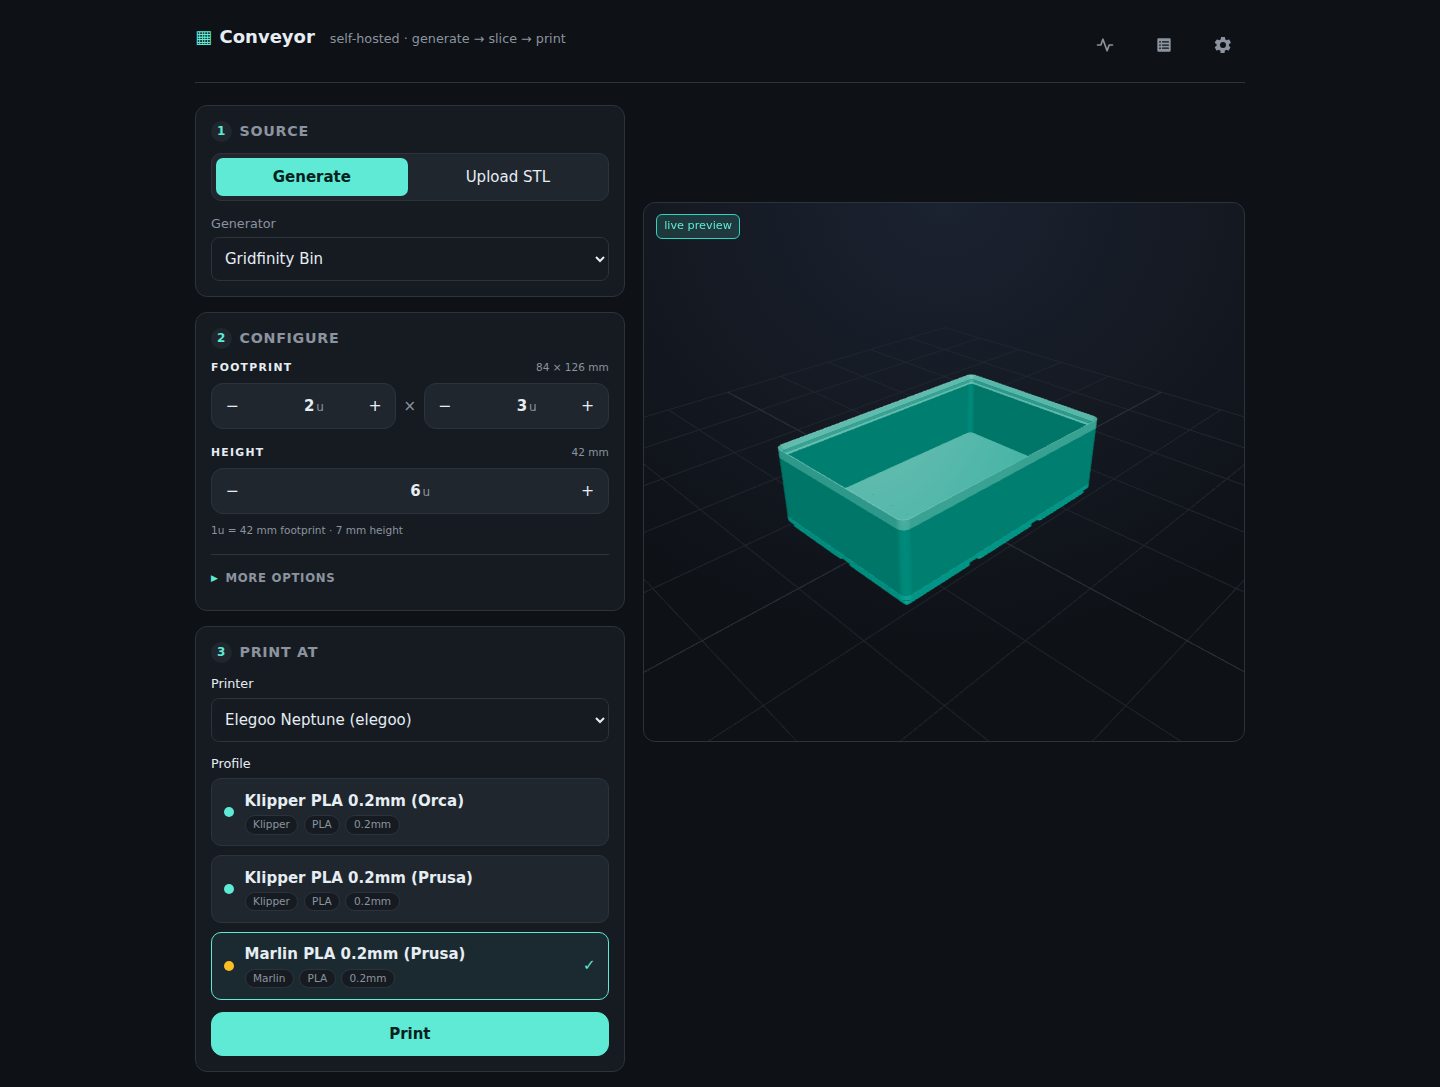 ▦ Conveyor self-hosted · generate → slice → print
1 SOURCE
Generate Upload STL
Generator
Gridfinity Bin
2 CONFIGURE
FOOTPRINT 84 × 126 mm
− 2 u + × − 3 u +
HEIGHT 42 mm
− 6 u +
1u = 42 mm footprint · 7 mm height
▸ MORE OPTIONS
3 PRINT AT
Printer
Elegoo Neptune (elegoo)
Profile
Klipper PLA 0.2mm (Orca)
Klipper PLA 0.2mm
Klipper PLA 0.2mm (Prusa)
Klipper PLA 0.2mm
Marlin PLA 0.2mm (Prusa) ✓
Marlin PLA 0.2mm
Print
live preview